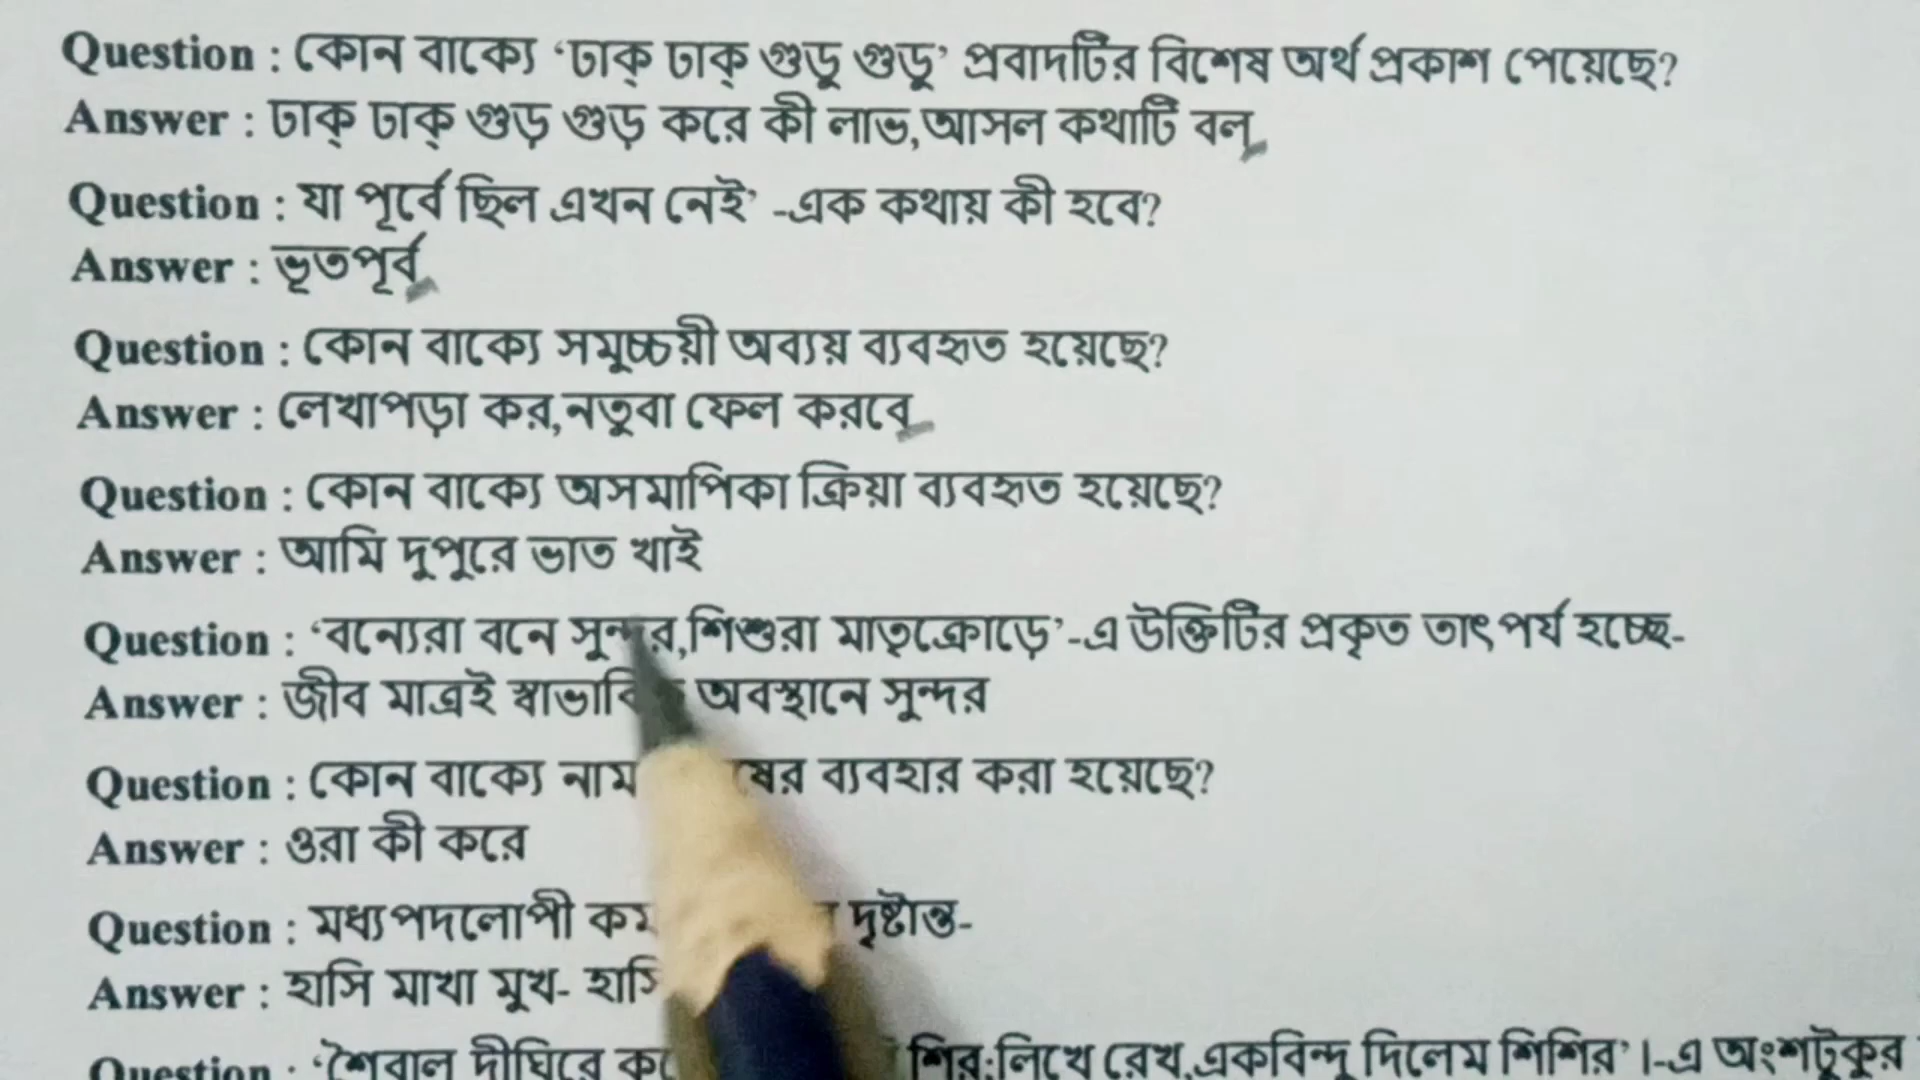 Question : কোন বাক্যে ‘ঢাক্ ঢাক্ গুড়ু গুড়ু’ প্রবাদটির বিশেষ অর্থ প্রকাশ পেয়েছে?
Answer : ঢাক্ ঢাক্ গুড় গুড় করে কী লাভ,আসল কথাটি বল
Question : যা পূর্বে ছিল এখন নেই’ -এক কথায় কী হবে?
Answer : ভূতপূর্ব
Question : কোন বাক্যে সমুচ্চয়ী অব্যয় ব্যবহৃত হয়েছে?
Answer : লেখাপড়া কর,নতুবা ফেল করবে
Question : কোন বাক্যে অসমাপিকা ক্রিয়া ব্যবহৃত হয়েছে?
Answer : আমি দুপুরে ভাত খাই
Question : ‘বন্যেরা বনে সুন্দর,শিশুরা মাতৃক্রোড়ে’-এ উক্তিটির প্রকৃত তাৎপর্য হচ্ছে-
Answer : জীব মাত্রই অবস্থানে সুন্দর
Question : কোন বাক্যে নাম ব্যবহার করা হয়েছে?
Answer : ওরা কী করে
Question : মধ্যপদলোপী দৃষ্টান্ত-
Answer : হাসি মাখা মুখ-
Question : ‘শৈবাল দীঘিরে শির;লিখে রেখ,একবিন্দু দিলেম শিশির’।-এ অংশটুকুর